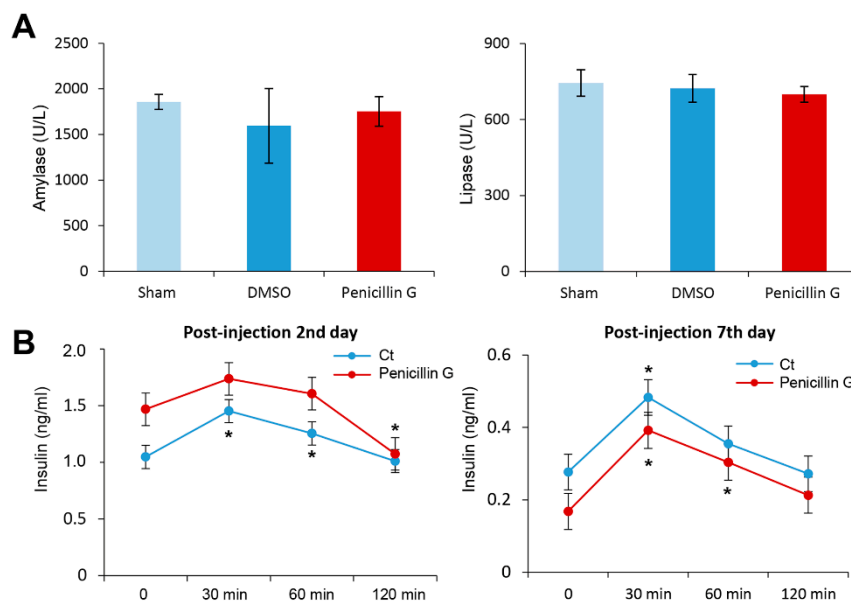 A
Amylase (U/L)
2500
2000
1500
1000
500
0
Sham DMSO Penicillin G
Lipase (U/L)
900
600
300
0
Sham DMSO Penicillin G
B
Post-injection 2nd day
Insulin (ng/ml)
2.0
1.5
1.0
0.5
0
Ct
Penicillin G
* * *
0 30 min 60 min 120 min
Post-injection 7th day
Insulin (ng/ml)
0.6
0.4
0.2
0
Ct
Penicillin G
* * *
0 30 min 60 min 120 min